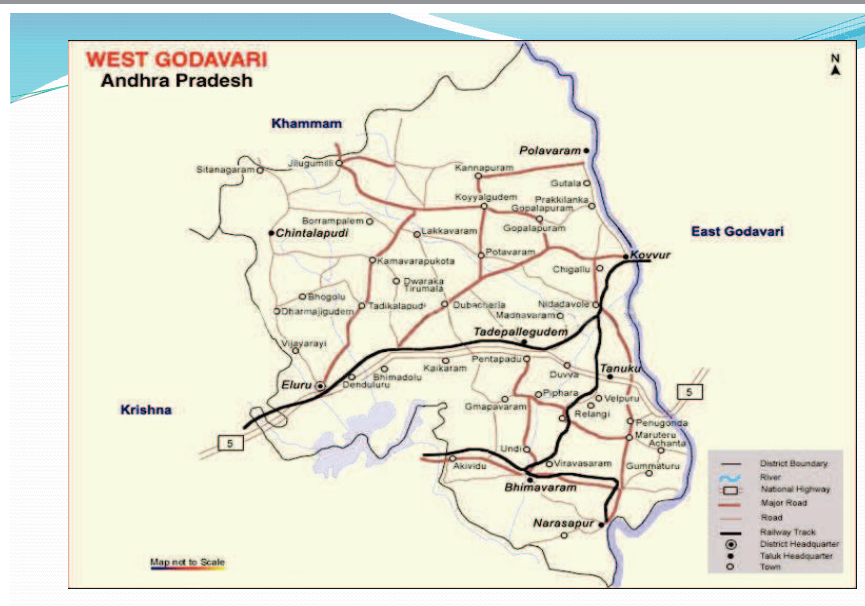 WEST GODAVARI
Andhra Pradesh
N
Khammam
Polavaram
Sitanagaram
Jilugumilli
Kannapuram
Gutala
Koyyalgudem
Prakkilanka
Gopalapuram
Borrampalem
Gopalapuram
Chintalapudi
Lakkavaram
East Godavari
Kamavarapukota
Potavaram
Kovvur
Chigallu
Dwaraka
Tirumala
Bhogolu
Dharmajigudem
Tadikalapudi
Dubacherla
Nidadavole
Madhavaram
Tadepallegudem
Vijayarayi
Pentapadu
Kaikaram
Bhimadolu
Denduluru
Duvva
Tanuku
Eluru
5
Krishna
Piphara
Gmapavaram
Velpuru
Relangi
Penugonda
5
Maruteru
Achanta
Undi
Akividu
Viravasaram
Gummaturu
Bhimavaram
Narasapur
District Boundary
River
National Highway
Major Road
Road
Railway Track
District Headquarter
Taluk Headquarter
Town
Map not to Scale